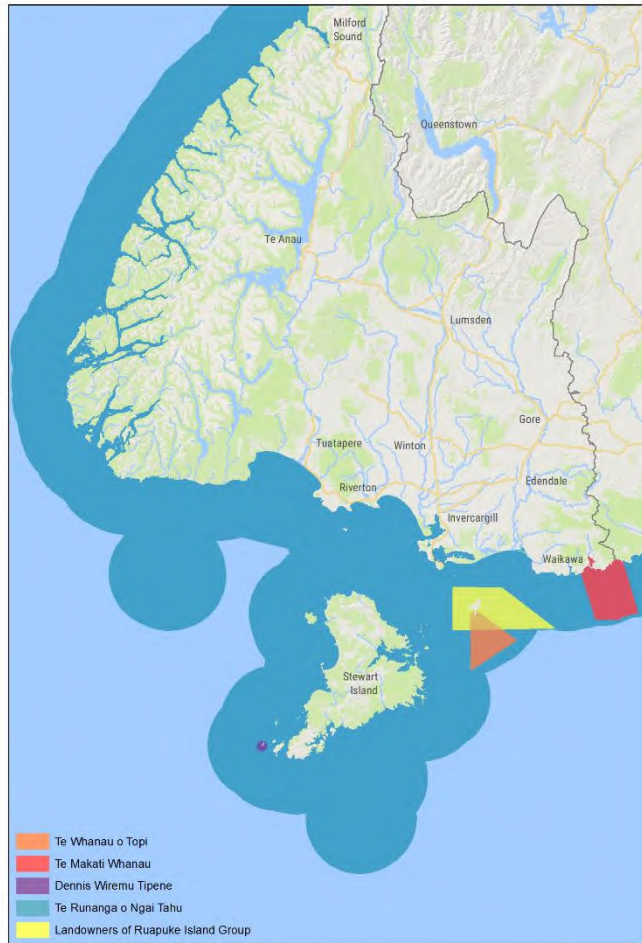 Milford
Sound
Queenstown
Te Anau
Lumsden
Gore
Tuatapere
Winton
Edendale
Riverton
Invercargill
Waikawa
Stewart
Island
Te Whanau o Topi
Te Makati Whanau
Dennis Wiremu Tipene
Te Runanga o Ngai Tahu
Landowners of Ruapuke Island Group